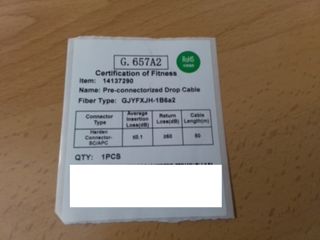 G.657A2
RoHS
Certification of Fitness
Item: 14137290
Name: Pre-connectorized Drop Cable
Fiber Type: GJYFXJH-1B6a2
Connector Type Average Insertion Loss(dB) Return Loss(dB) Cable Length(m)
Harden Connector-SC/APC ≤0.1 ≥60 80
QTY: 1PCS